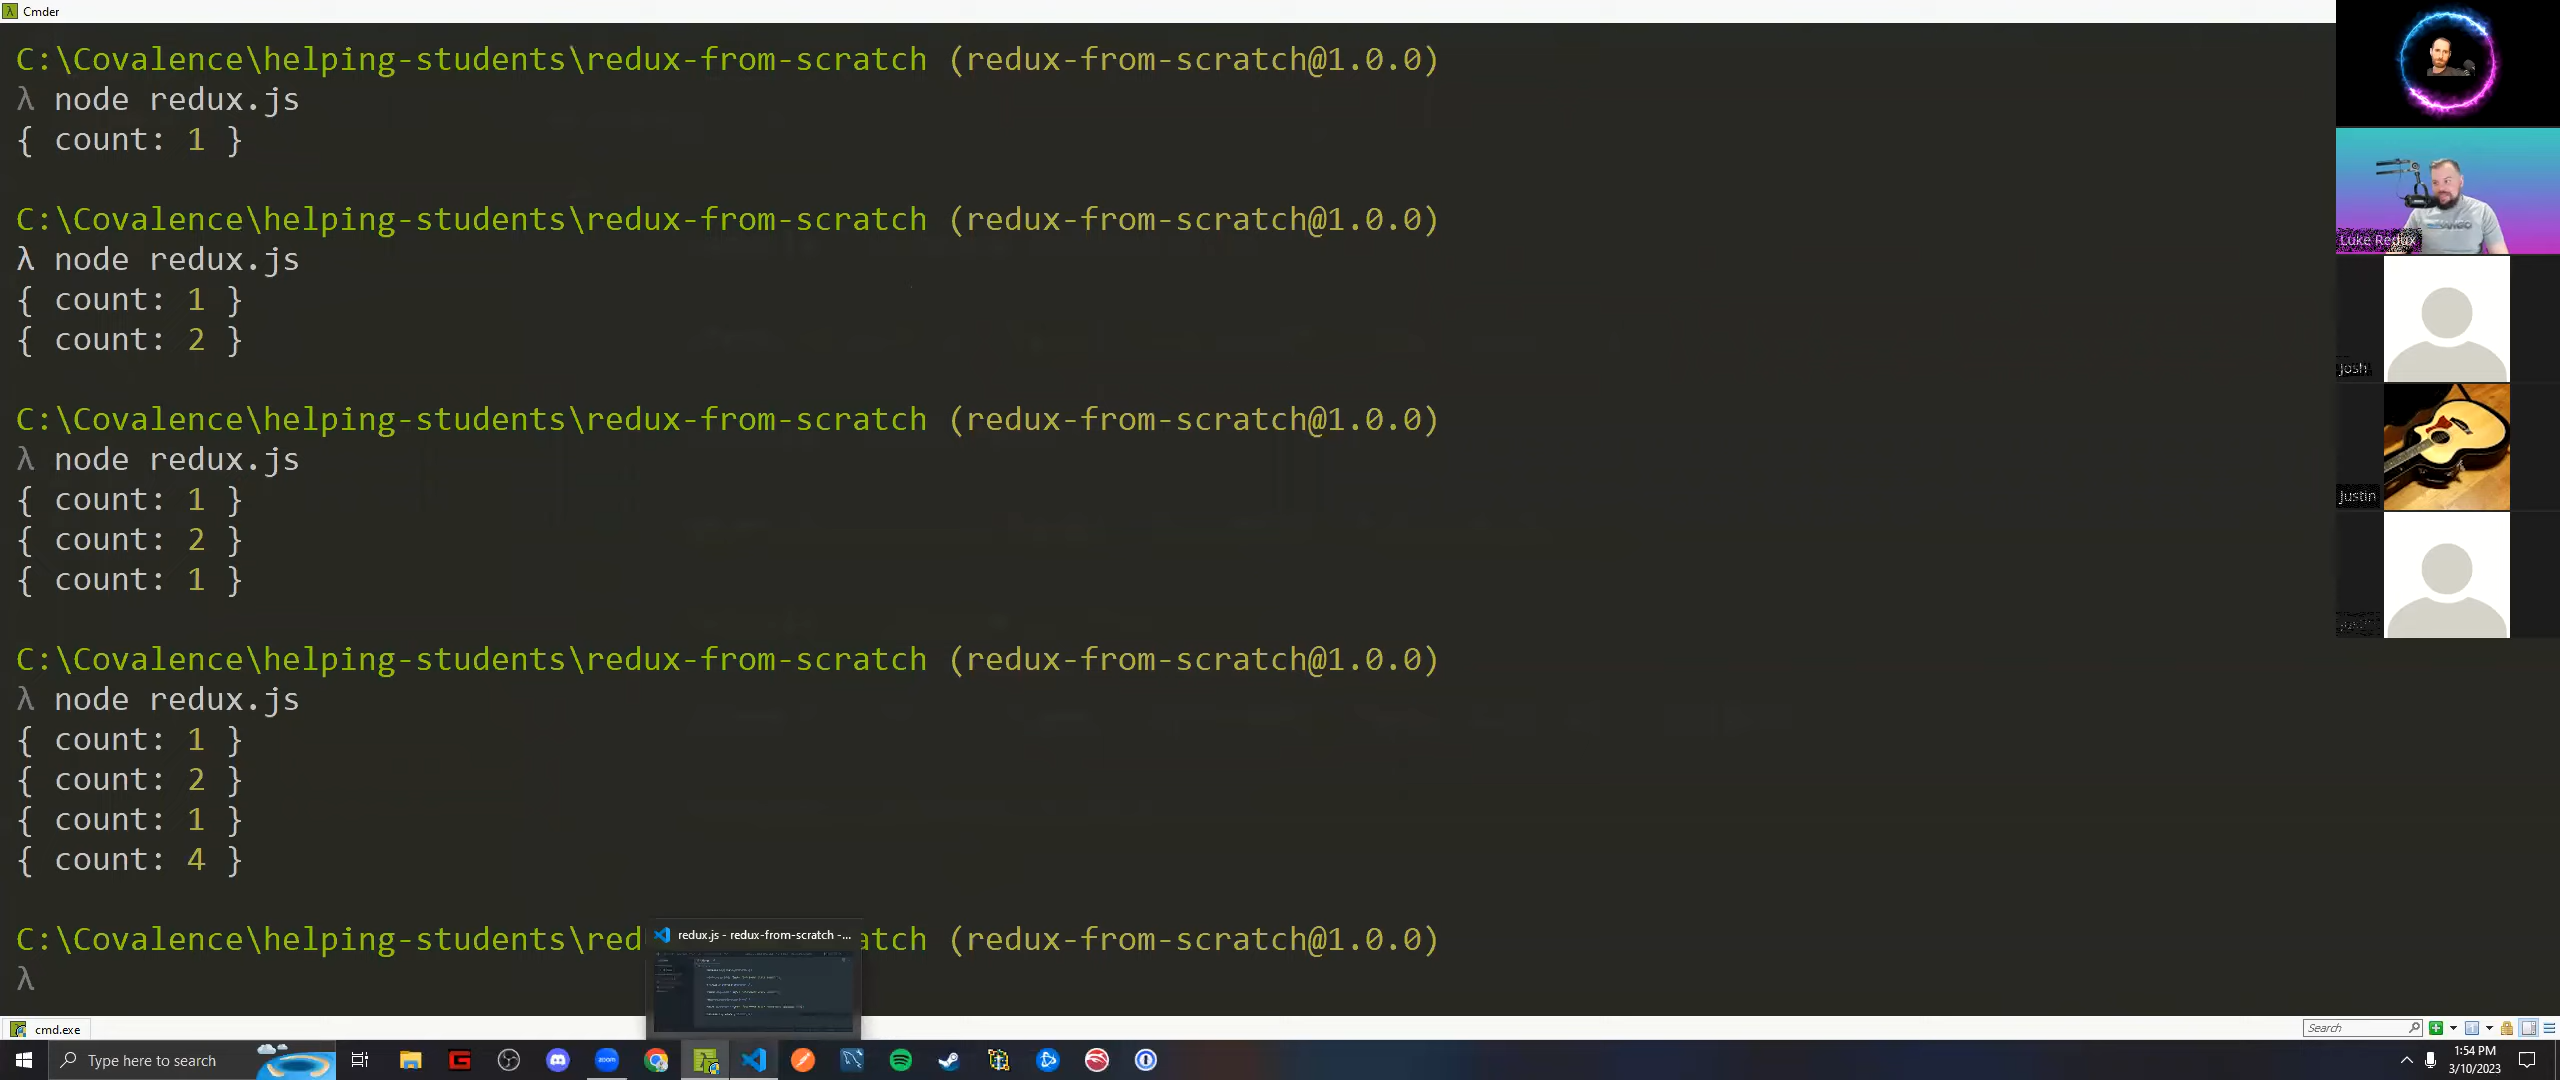 Cmder
C:\Covalence\helping-students\redux-from-scratch (redux-from-scratch@1.0.0)
λ node redux.js
{ count: 1 }
C:\Covalence\helping-students\redux-from-scratch (redux-from-scratch@1.0.0)
λ node redux.js
{ count: 1 }
{ count: 2 }
C:\Covalence\helping-students\redux-from-scratch (redux-from-scratch@1.0.0)
λ node redux.js
{ count: 1 }
{ count: 2 }
{ count: 1 }
C:\Covalence\helping-students\redux-from-scratch (redux-from-scratch@1.0.0)
λ node redux.js
{ count: 1 }
{ count: 2 }
{ count: 1 }
{ count: 4 }
C:\Covalence\helping-students\red atch (redux-from-scratch@1.0.0)
λ
redux.js - redux-from-scratch -...
cmd.exe
Search
Type here to search
zoom
1:54 PM
3/10/2023
Luke Redux
Josh
Justin